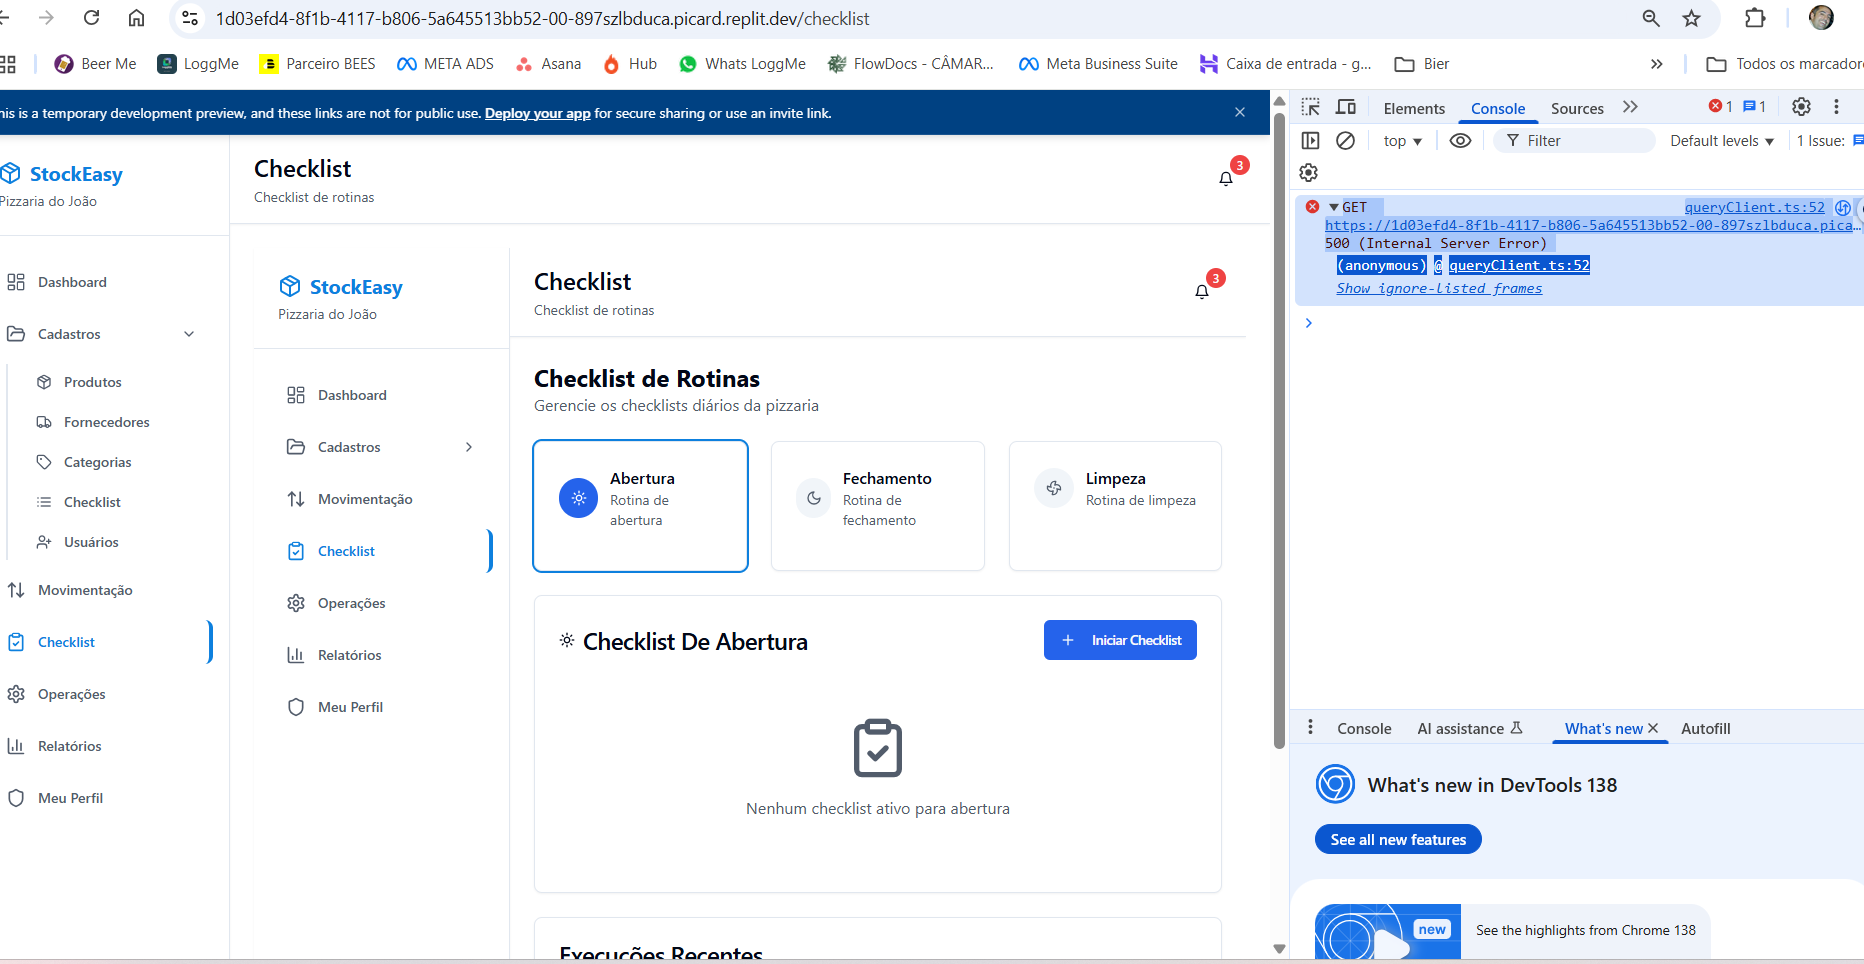 1d03efd4-8f1b-4117-b806-5a645513bb52-00-897szlbduca.picard.replit.dev/checklist
Beer Me
LoggMe
Parceiro BEES
META ADS
Asana
Hub
Whats LoggMe
FlowDocs - CÂMAR...
Meta Business Suite
Caixa de entrada - g...
Bier
Todos os marcador
his is a temporary development preview, and these links are not for public use. Deploy your app for secure sharing or use an invite link.
StockEasy
Pizzaria do João
Dashboard
Cadastros
Produtos
Fornecedores
Categorias
Checklist
Usuários
Movimentação
Checklist
Operações
Relatórios
Meu Perfil
Checklist
Checklist de rotinas
3
StockEasy
Pizzaria do João
Dashboard
Cadastros
Movimentação
Checklist
Operações
Relatórios
Meu Perfil
Checklist
Checklist de rotinas
3
Checklist de Rotinas
Gerencie os checklists diários da pizzaria
Abertura
Rotina de
abertura
Fechamento
Rotina de
fechamento
Limpeza
Rotina de limpeza
Checklist De Abertura
Iniciar Checklist
Nenhum checklist ativo para abertura
Execuções Recentes
Elements
Console
Sources
1
1
top
Filter
Default levels
1 Issue:
GET queryClient.ts:52
https://1d03efd4-8f1b-4117-b806-5a645513bb52-00-897szlbduca.pica…
500 (Internal Server Error)
(anonymous) @ queryClient.ts:52
Show ignore-listed frames
Console
AI assistance
What's new
Autofill
What's new in DevTools 138
See all new features
new
See the highlights from Chrome 138